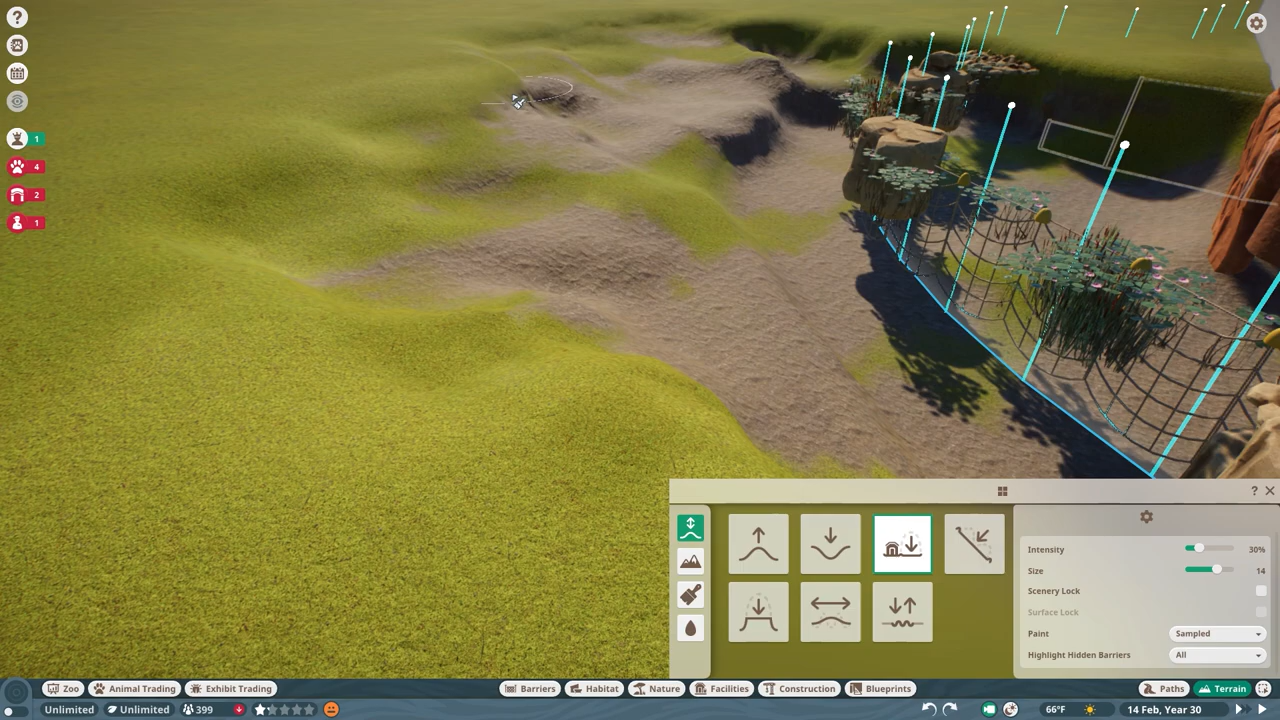 ?
1
4
2
1
? ×
Intensity 30%
Size 14
Scenery Lock
Surface Lock
Paint Sampled
Highlight Hidden Barriers All
Zoo Animal Trading Exhibit Trading Barriers Habitat Nature Facilities Construction Blueprints Paths Terrain
Unlimited Unlimited 399 66°F 14 Feb, Year 30